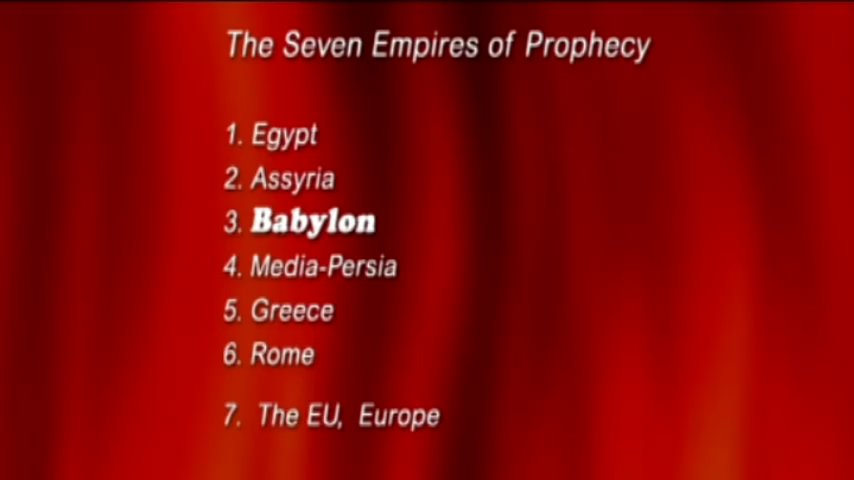 The Seven Empires of Prophecy
1. Egypt
2. Assyria
3. Babylon
4. Media-Persia
5. Greece
6. Rome
7. The EU, Europe